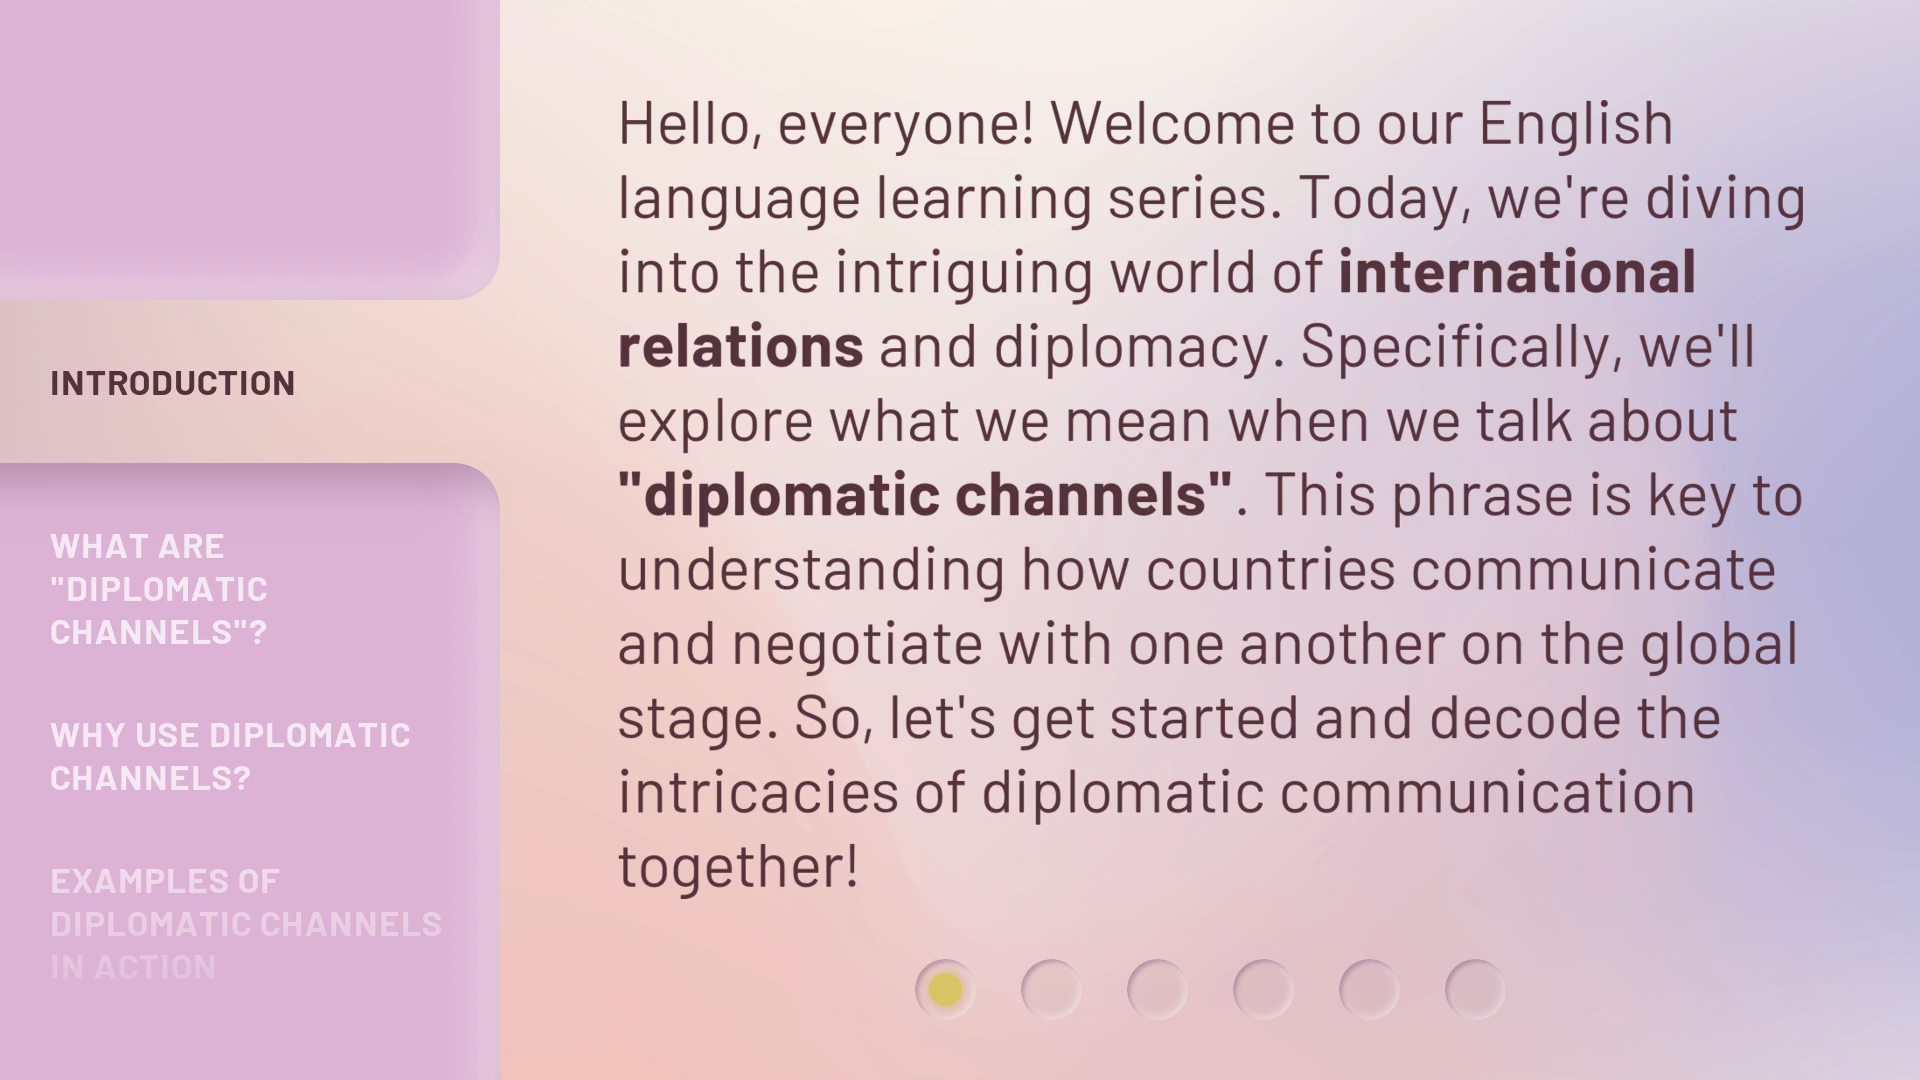 INTRODUCTION
WHAT ARE
"DIPLOMATIC
CHANNELS"?
WHY USE DIPLOMATIC
CHANNELS?
EXAMPLES OF
DIPLOMATIC CHANNELS
IN ACTION
Hello, everyone! Welcome to our English
language learning series. Today, we're diving
into the intriguing world of international
relations and diplomacy. Specifically, we'll
explore what we mean when we talk about
"diplomatic channels". This phrase is key to
understanding how countries communicate
and negotiate with one another on the global
stage. So, let's get started and decode the
intricacies of diplomatic communication
together!